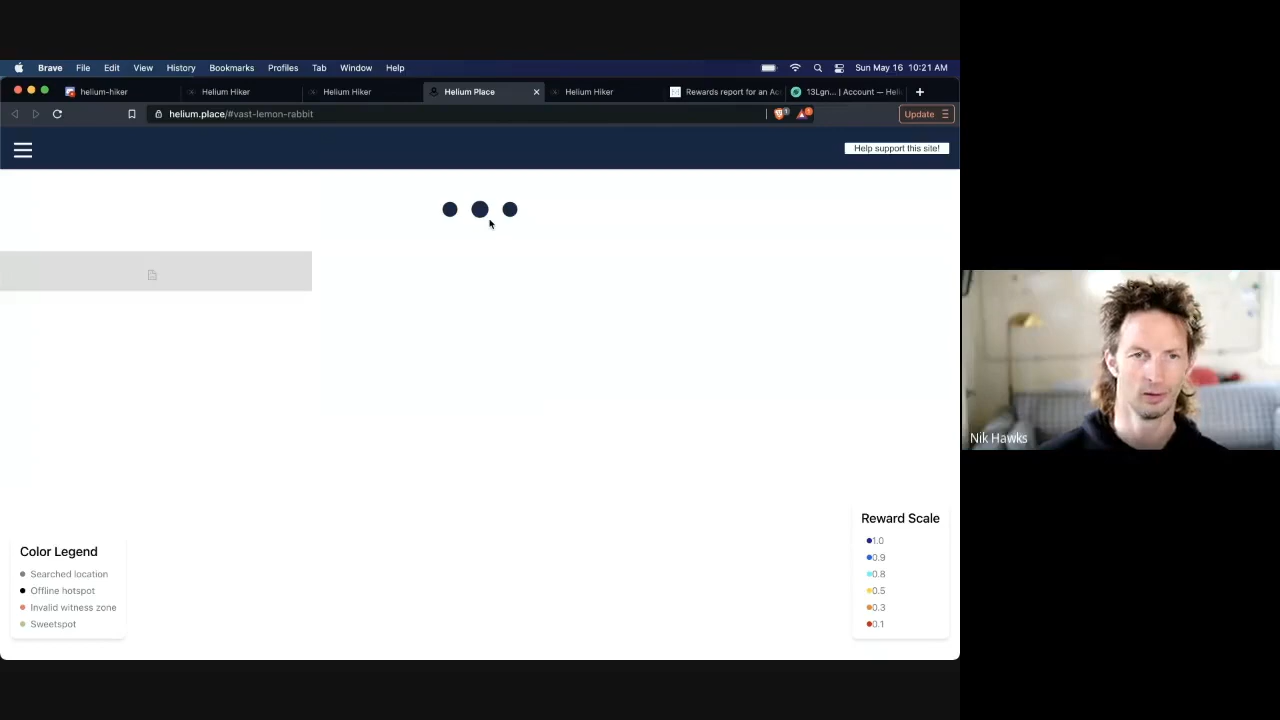 Brave File Edit View History Bookmarks Profiles Tab Window Help Sun May 16 10:21 AM
helium-hiker Helium Hiker Helium Hiker Helium Place Helium Hiker Rewards report for an Ac 13Lgn... | Account — Heli
helium.place/#vast-lemon-rabbit 1 Update
Help support this site!
Nik Hawks
Color Legend
Searched location
Offline hotspot
Invalid witness zone
Sweetspot
Reward Scale
1.0
0.9
0.8
0.5
0.3
0.1